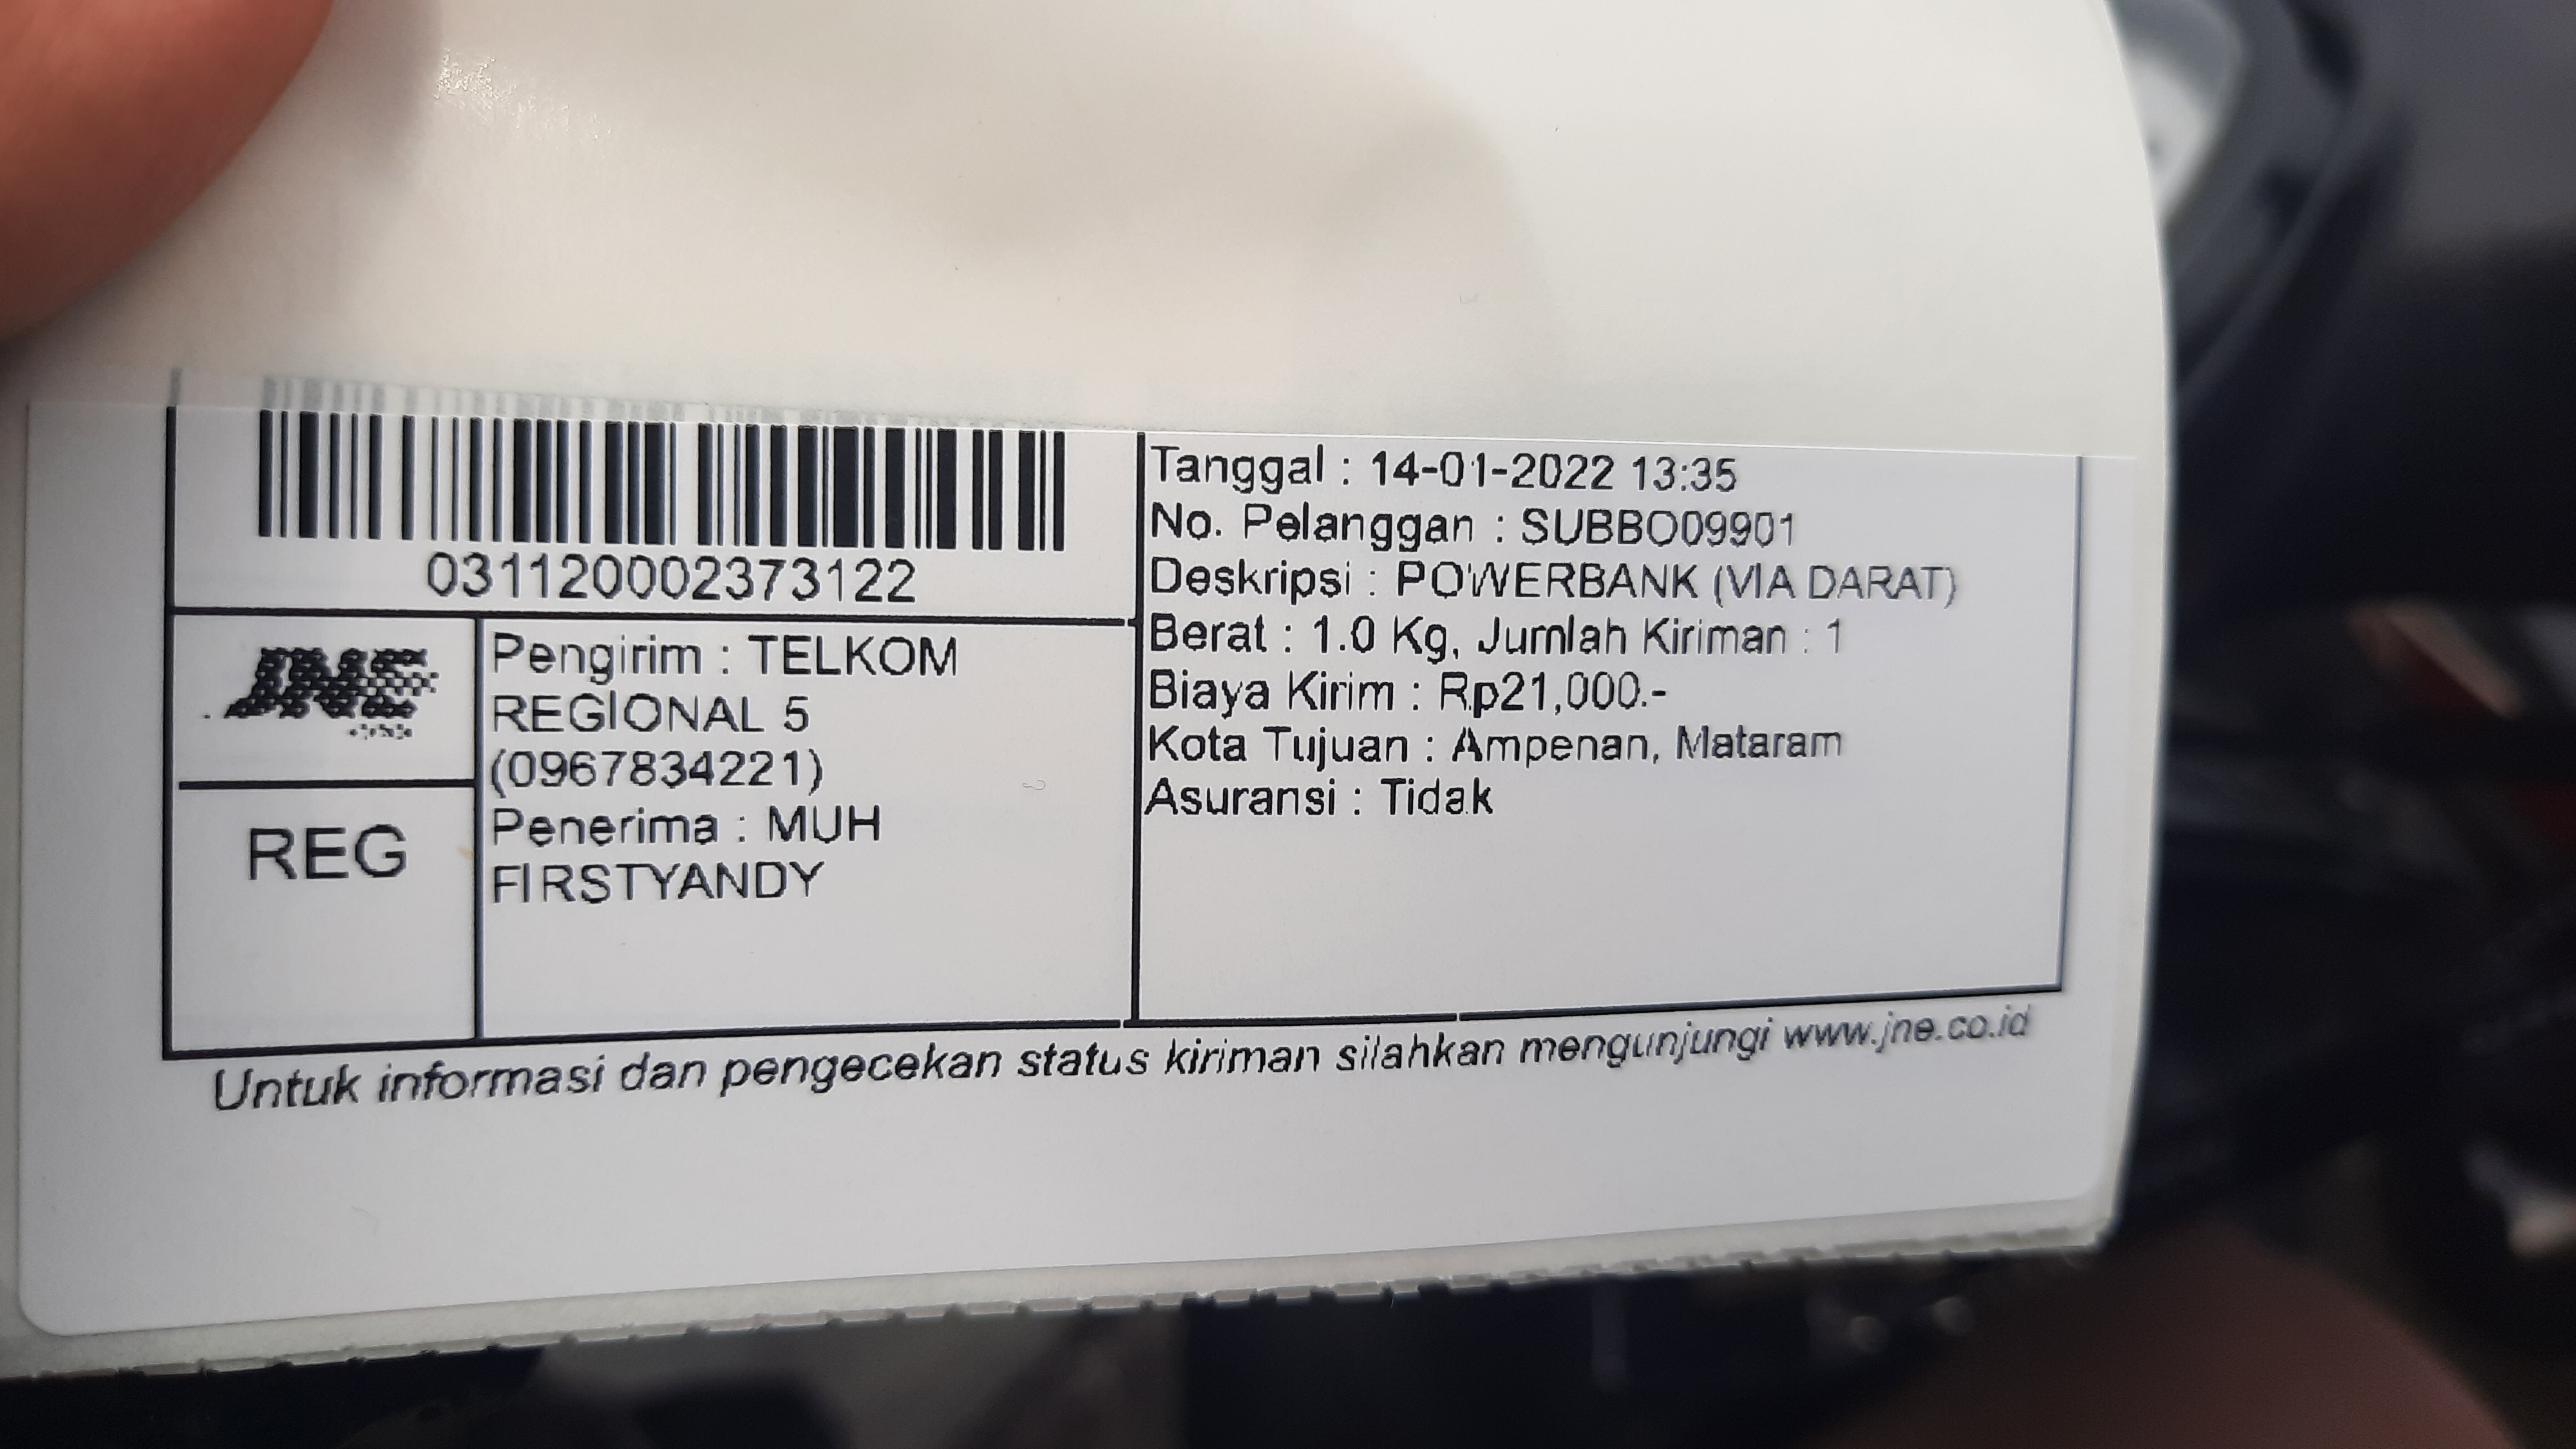 031120002373122
JNE
REG
Pengirim : TELKOM
REGIONAL 5
(0967834221)
Penerima : MUH
FIRSTYANDY
Tanggal : 14-01-2022 13:35
No. Pelanggan : SUBBO09901
Deskripsi : POWERBANK (VIA DARAT)
Berat : 1.0 Kg, Jumlah Kiriman : 1
Biaya Kirim : Rp21,000.-
Kota Tujuan : Ampenan, Mataram
Asuransi : Tidak
Untuk informasi dan pengecekan status kiriman silahkan mengunjungi www.jne.co.id